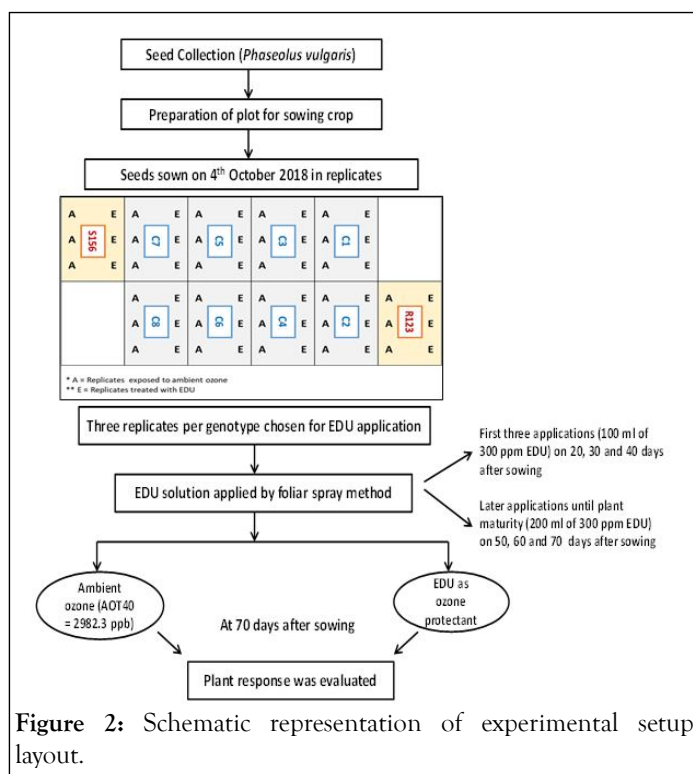 Seed Collection (Phaseolus vulgaris)
Preparation of plot for sowing crop
Seeds sown on 4th October 2018 in replicates
A E A E A E A E A E
A S156 E A C7 E A C5 E A C3 E A C1 E
A E A E A E A E A E
A E A E A E A E A E
A C8 E A C6 E A C4 E A C2 E A R123 E
A E A E A E A E A E
* A = Replicates exposed to ambient ozone
** E = Replicates treated with EDU
Three replicates per genotype chosen for EDU application
First three applications (100 ml of
300 ppm EDU) on 20, 30 and 40 days
after sowing
EDU solution applied by foliar spray method
Later applications until plant
maturity (200 ml of 300 ppm EDU)
on 50, 60 and 70 days after sowing
Ambient
ozone (AOT40
= 2982.3 ppb)
At 70 days after sowing
EDU as
ozone
protectant
Plant response was evaluated
Figure 2: Schematic representation of experimental setup
layout.